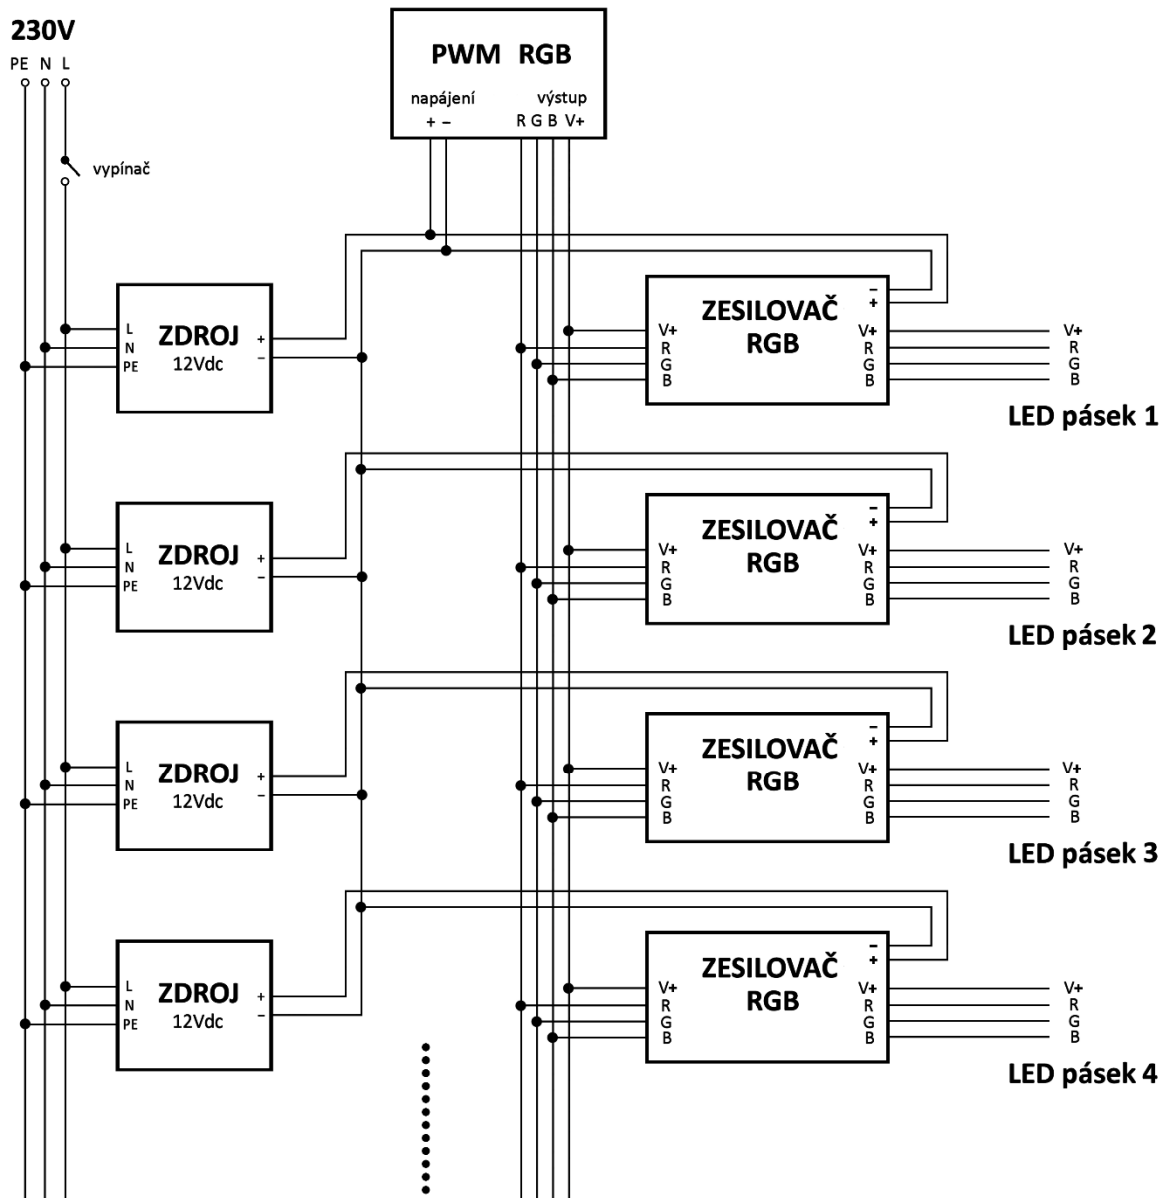 230V
PE N L
vypínač
PWM RGB
napájení výstup
+ − R G B V+
ZDROJ
12Vdc
L
N
PE
+
−
ZESILOVAČ
RGB
−
+
V+
R
G
B
V+
R
G
B
V+
R
G
B
LED pásek 1
ZDROJ
12Vdc
L
N
PE
+
−
ZESILOVAČ
RGB
−
+
V+
R
G
B
V+
R
G
B
V+
R
G
B
LED pásek 2
ZDROJ
12Vdc
L
N
PE
+
−
ZESILOVAČ
RGB
−
+
V+
R
G
B
V+
R
G
B
V+
R
G
B
LED pásek 3
ZDROJ
12Vdc
L
N
PE
+
−
ZESILOVAČ
RGB
−
+
V+
R
G
B
V+
R
G
B
V+
R
G
B
LED pásek 4